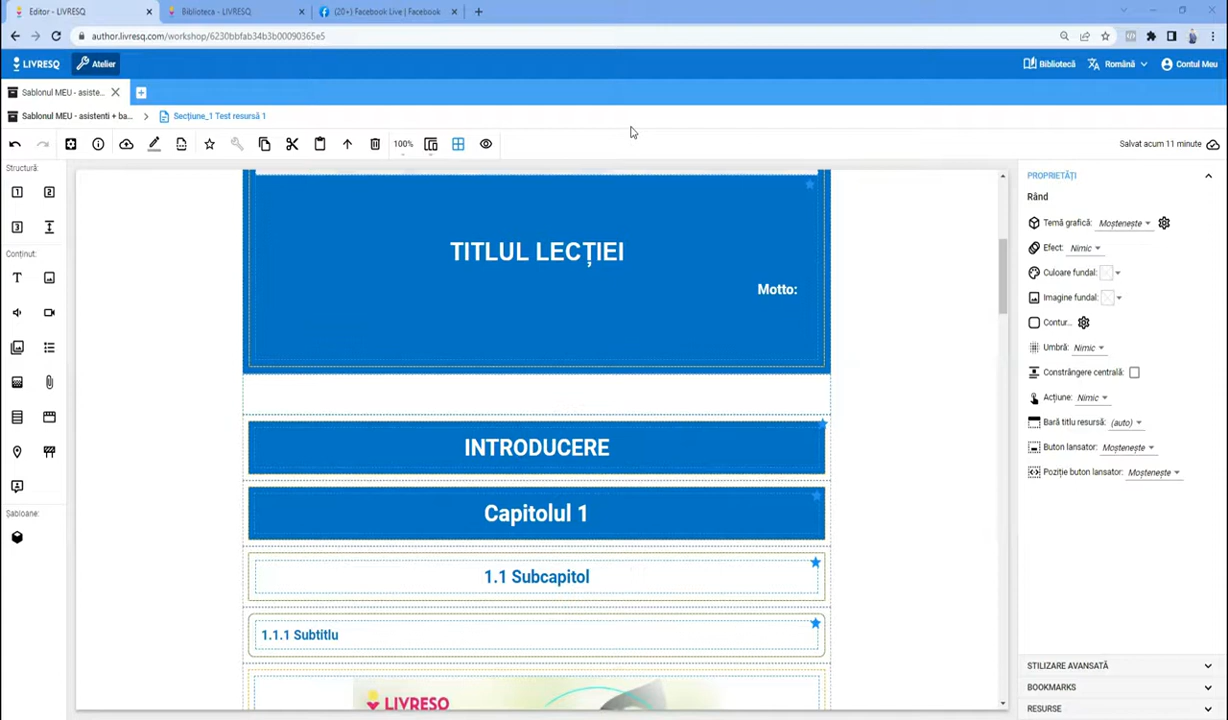 Editor - LIVRESQ
Biblioteca - LIVRESQ
(20+) Facebook Live | Facebook
author.livresq.com/workshop/6230bbfab34b3b00090365e5
LIVRESQ
Atelier
Bibliotecă
Română
Contul Meu
Sablonul MEU - asiste...
Sablonul MEU - asistenti + ba...
Secțiune_1 Test resursă 1
100%
Salvat acum 11 minute
Structură:
Conținut:
Șabloane:
TITLUL LECȚIEI
Motto:
INTRODUCERE
Capitolul 1
1.1 Subcapitol
1.1.1 Subtitlu
LIVRESQ
PROPRIETĂȚI
Rând
Temă grafică: Moștenește
Efect: Nimic
Culoare fundal:
Imagine fundal:
Contur...
Umbră: Nimic
Constrângere centrală:
Acțiune: Nimic
Bară titlu resursă: (auto)
Buton lansator: Moștenește
Poziție buton lansator: Moștenește
STILIZARE AVANSATĂ
BOOKMARKS
RESURSE